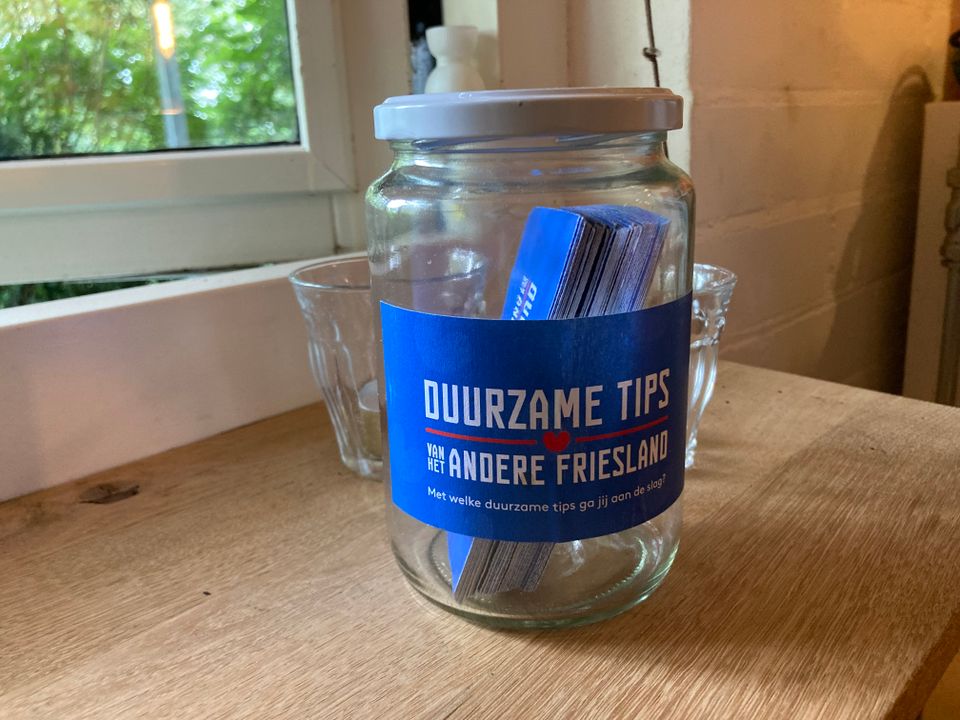 DUURZAME TIPS
VAN HET ANDERE FRIESLAND
Met welke duurzame tips ga jij aan de slag?